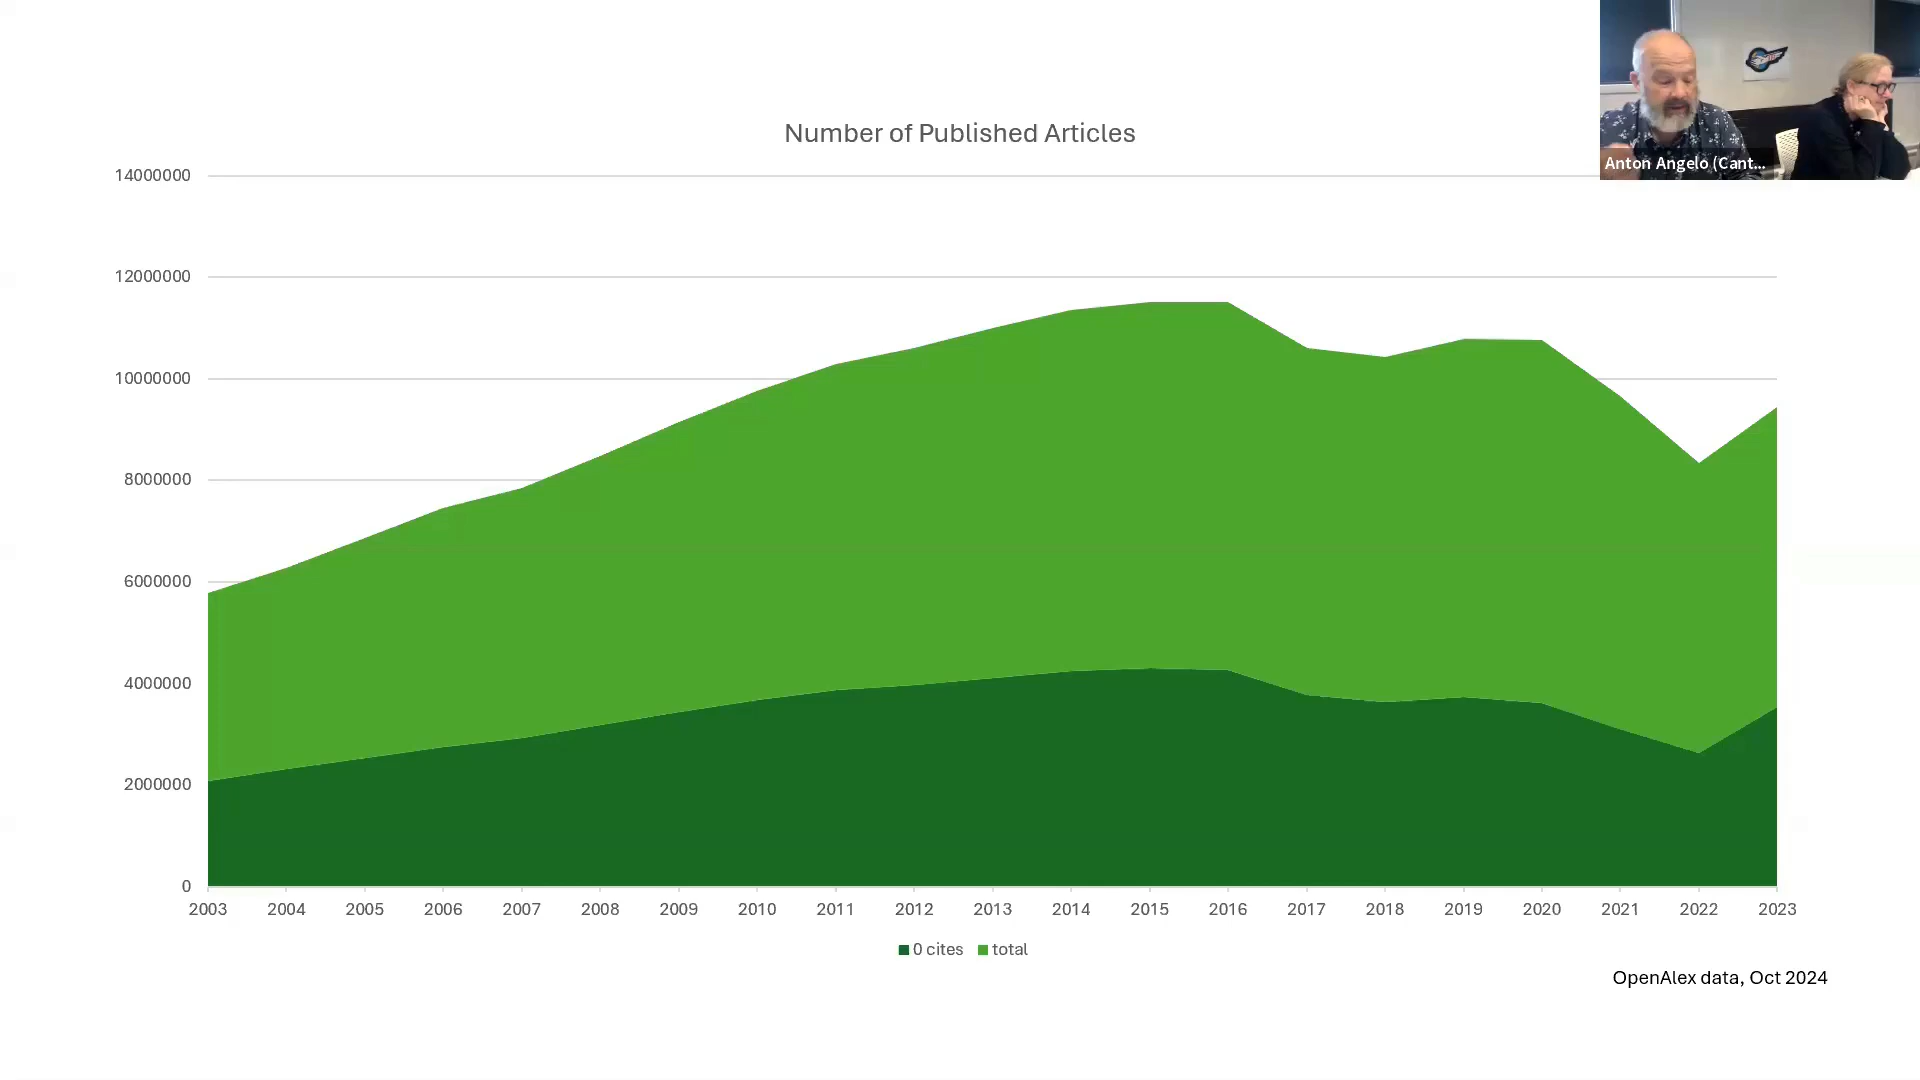 Number of Published Articles
Anton Angelo (Cant...
14000000
12000000
10000000
8000000
6000000
4000000
2000000
0
2003 2004 2005 2006 2007 2008 2009 2010 2011 2012 2013 2014 2015 2016 2017 2018 2019 2020 2021 2022 2023
0 cites total
OpenAlex data, Oct 2024